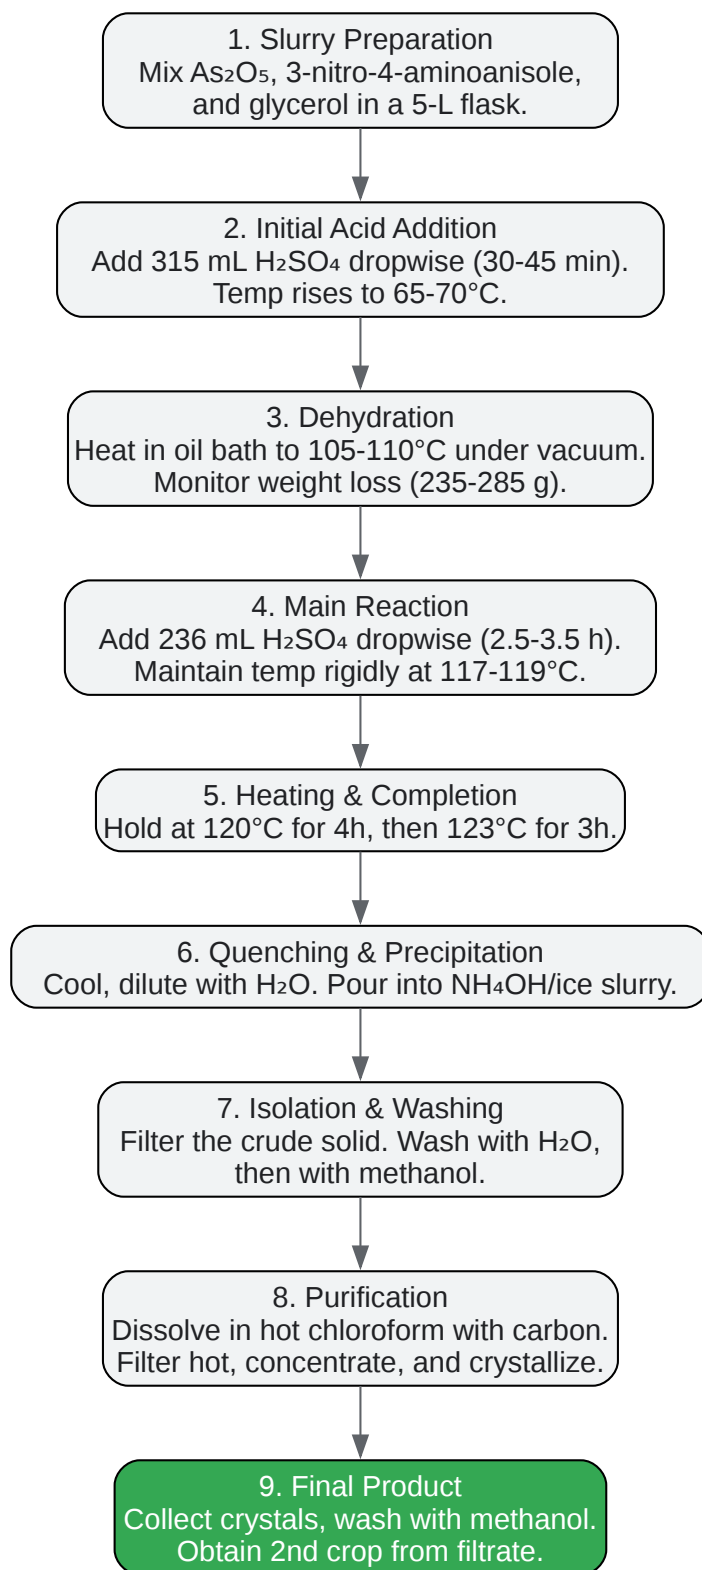 1. Slurry Preparation
Mix As₂O₅, 3-nitro-4-aminoanisole,
and glycerol in a 5-L flask.
2. Initial Acid Addition
Add 315 mL H₂SO₄ dropwise (30-45 min).
Temp rises to 65-70°C.
3. Dehydration
Heat in oil bath to 105-110°C under vacuum.
Monitor weight loss (235-285 g).
4. Main Reaction
Add 236 mL H₂SO₄ dropwise (2.5-3.5 h).
Maintain temp rigidly at 117-119°C.
5. Heating & Completion
Hold at 120°C for 4h, then 123°C for 3h.
6. Quenching & Precipitation
Cool, dilute with H₂O. Pour into NH₄OH/ice slurry.
7. Isolation & Washing
Filter the crude solid. Wash with H₂O,
then with methanol.
8. Purification
Dissolve in hot chloroform with carbon.
Filter hot, concentrate, and crystallize.
9. Final Product
Collect crystals, wash with methanol.
Obtain 2nd crop from filtrate.